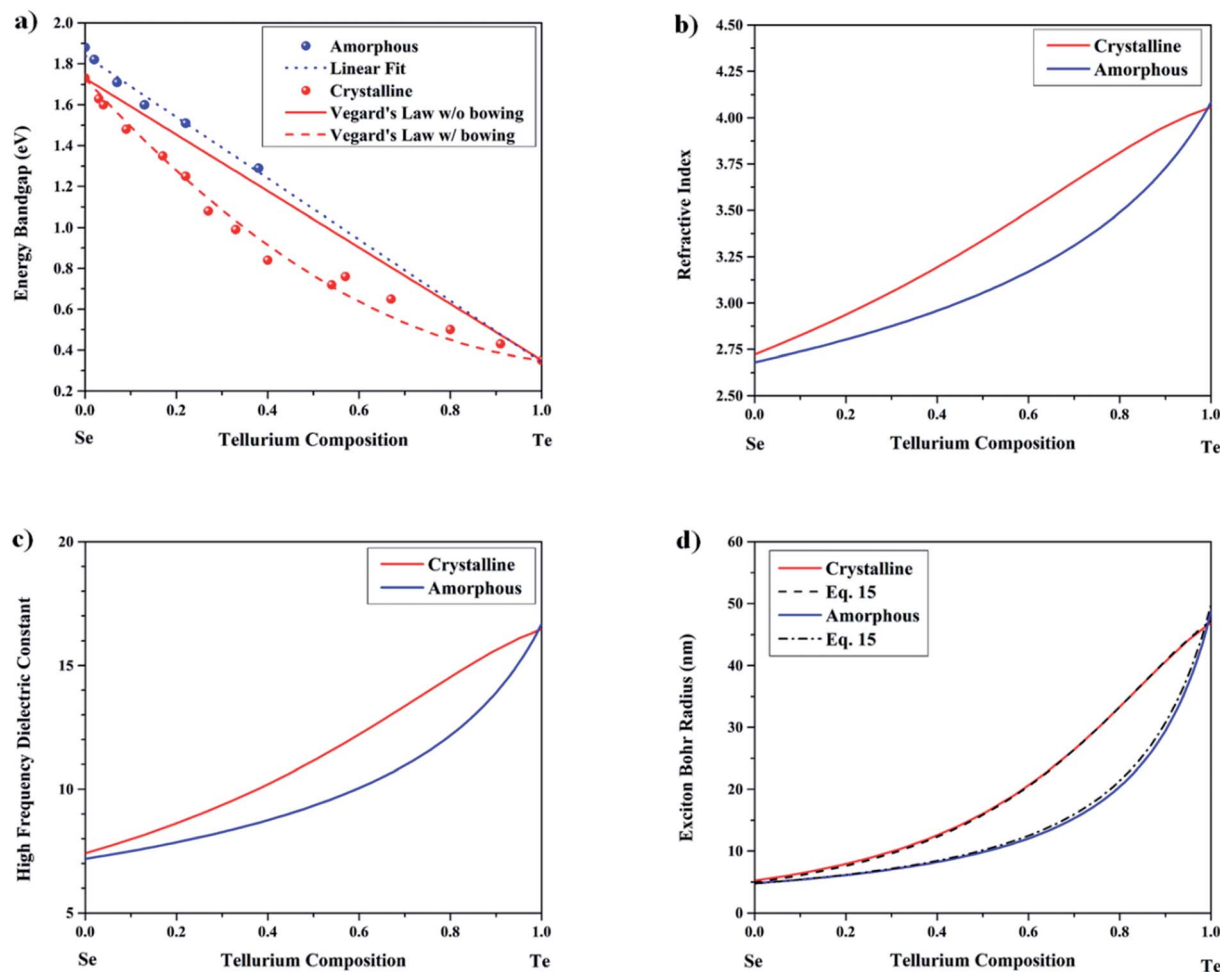 a)
Energy Bandgap (eV)
2.0
1.8
1.6
1.4
1.2
1.0
0.8
0.6
0.4
0.2
Amorphous
Linear Fit
Crystalline
Vegard's Law w/o bowing
Vegard's Law w/ bowing
0.0 0.2 0.4 0.6 0.8 1.0
Se Tellurium Composition Te
b)
Refractive Index
4.50
4.25
4.00
3.75
3.50
3.25
3.00
2.75
2.50
Crystalline
Amorphous
0.0 0.2 0.4 0.6 0.8 1.0
Se Tellurium Composition Te
c)
High Frequency Dielectric Constant
20
15
10
5
Crystalline
Amorphous
0.0 0.2 0.4 0.6 0.8 1.0
Se Tellurium Composition Te
d)
Exciton Bohr Radius (nm)
60
50
40
30
20
10
0
Crystalline
Eq. 15
Amorphous
Eq. 15
0.0 0.2 0.4 0.6 0.8 1.0
Se Tellurium Composition Te